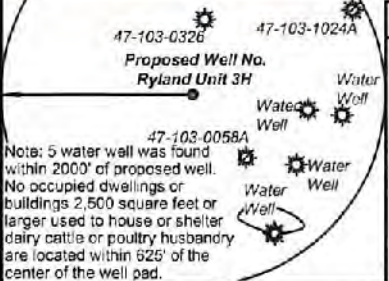 47-103-0326
47-103-1024A
Proposed Well No.
Ryland Unit 3H
Water
Well
Water
Well
47-103-0058A
Note: 5 water well was found
within 2000' of proposed well.
No occupied dwellings or
buildings 2,500 square feet or
larger used to house or shelter
dairy cattle or poultry husbandry
are located within 625' of the
center of the well pad.
Water
Well
Water
Well